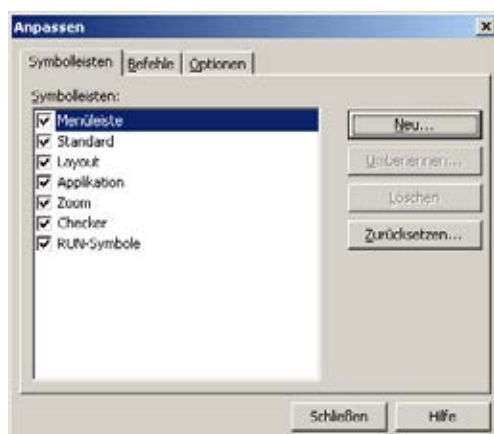 Anpassen
Symbolleisten Befehle Optionen
Symbolleisten:
Menüleiste
Standard
Layout
Applikation
Zoom
Checker
RUN-Symbole
Neu...
Umbenennen...
Löschen
Zurücksetzen...
Schließen Hilfe